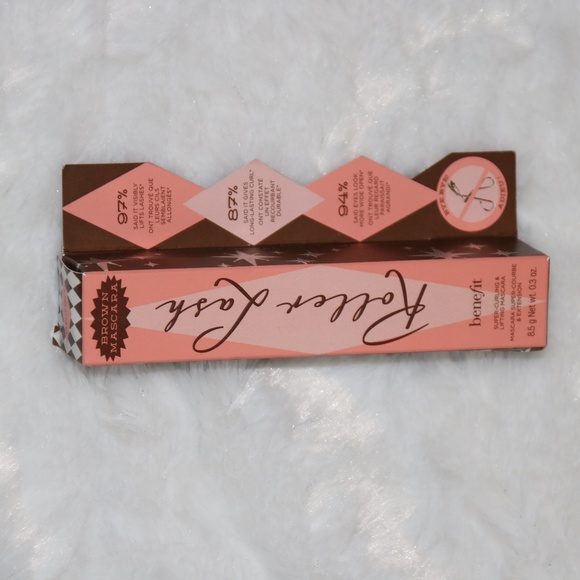 97%
SAID IT VISIBLY
LIFTS LASHES*
ONT TROUVÉ QUE
LEURS CILS
SEMBLAIENT
ALLONGÉS*
87%
SAID IT GIVES
LONG-LASTING CURL*
ONT CONSTATÉ
UN EFFET
RECOURBANT
DURABLE*
94%
SAID EYES LOOK
MORE WIDE OPEN*
ONT TROUVÉ QUE
LEUR REGARD
PARAISSAIT
AGRANDI*
BROWN
MASCARA
Roller Lash
benefit
SUPER-CURLING &
LIFTING MASCARA
MASCARA SUPER-COURBE
& EXTENSION
8.5 g Net wt. 0.3 oz.